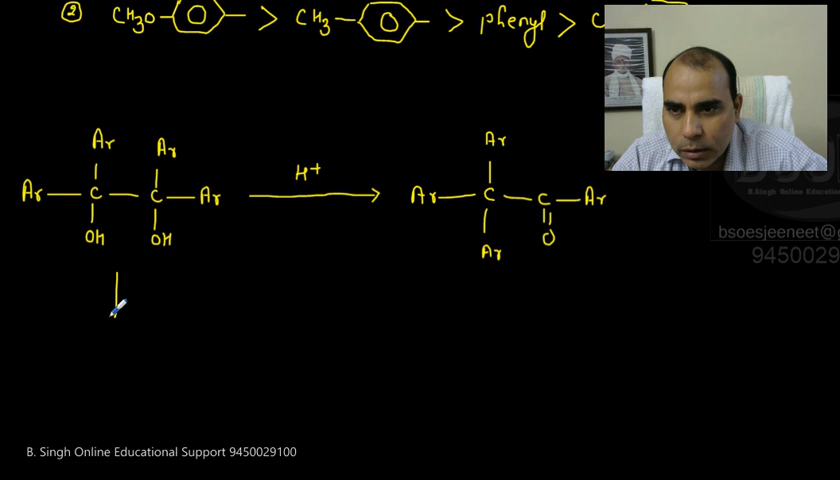 ② CH3O > CH3 > phenyl > C
Ar Ar Ar
Ar C C Ar H+ Ar C C Ar
OH OH Ar O
bsoesjeeneet@g
9450029
B. Singh Online Educational Support 9450029100